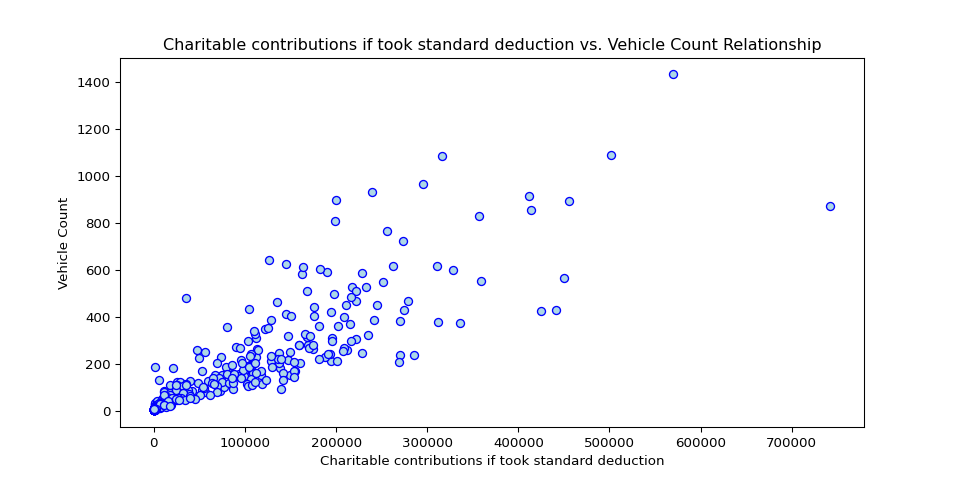 Charitable contributions if took standard deduction vs. Vehicle Count Relationship
1400
1200
1000
800
600
400
200
0
Vehicle Count
0 100000 200000 300000 400000 500000 600000 700000
Charitable contributions if took standard deduction